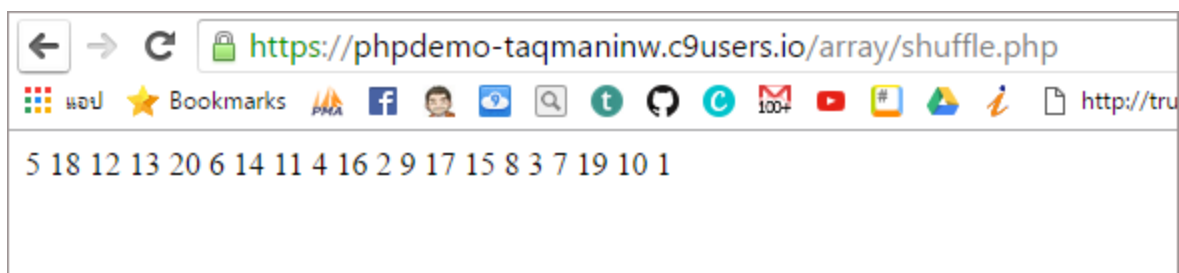 https://phpdemo-taqmaninw.c9users.io/array/shuffle.php
แอป Bookmarks PMA 9 t C 100+ # i http://tru
5 18 12 13 20 6 14 11 4 16 2 9 17 15 8 3 7 19 10 1